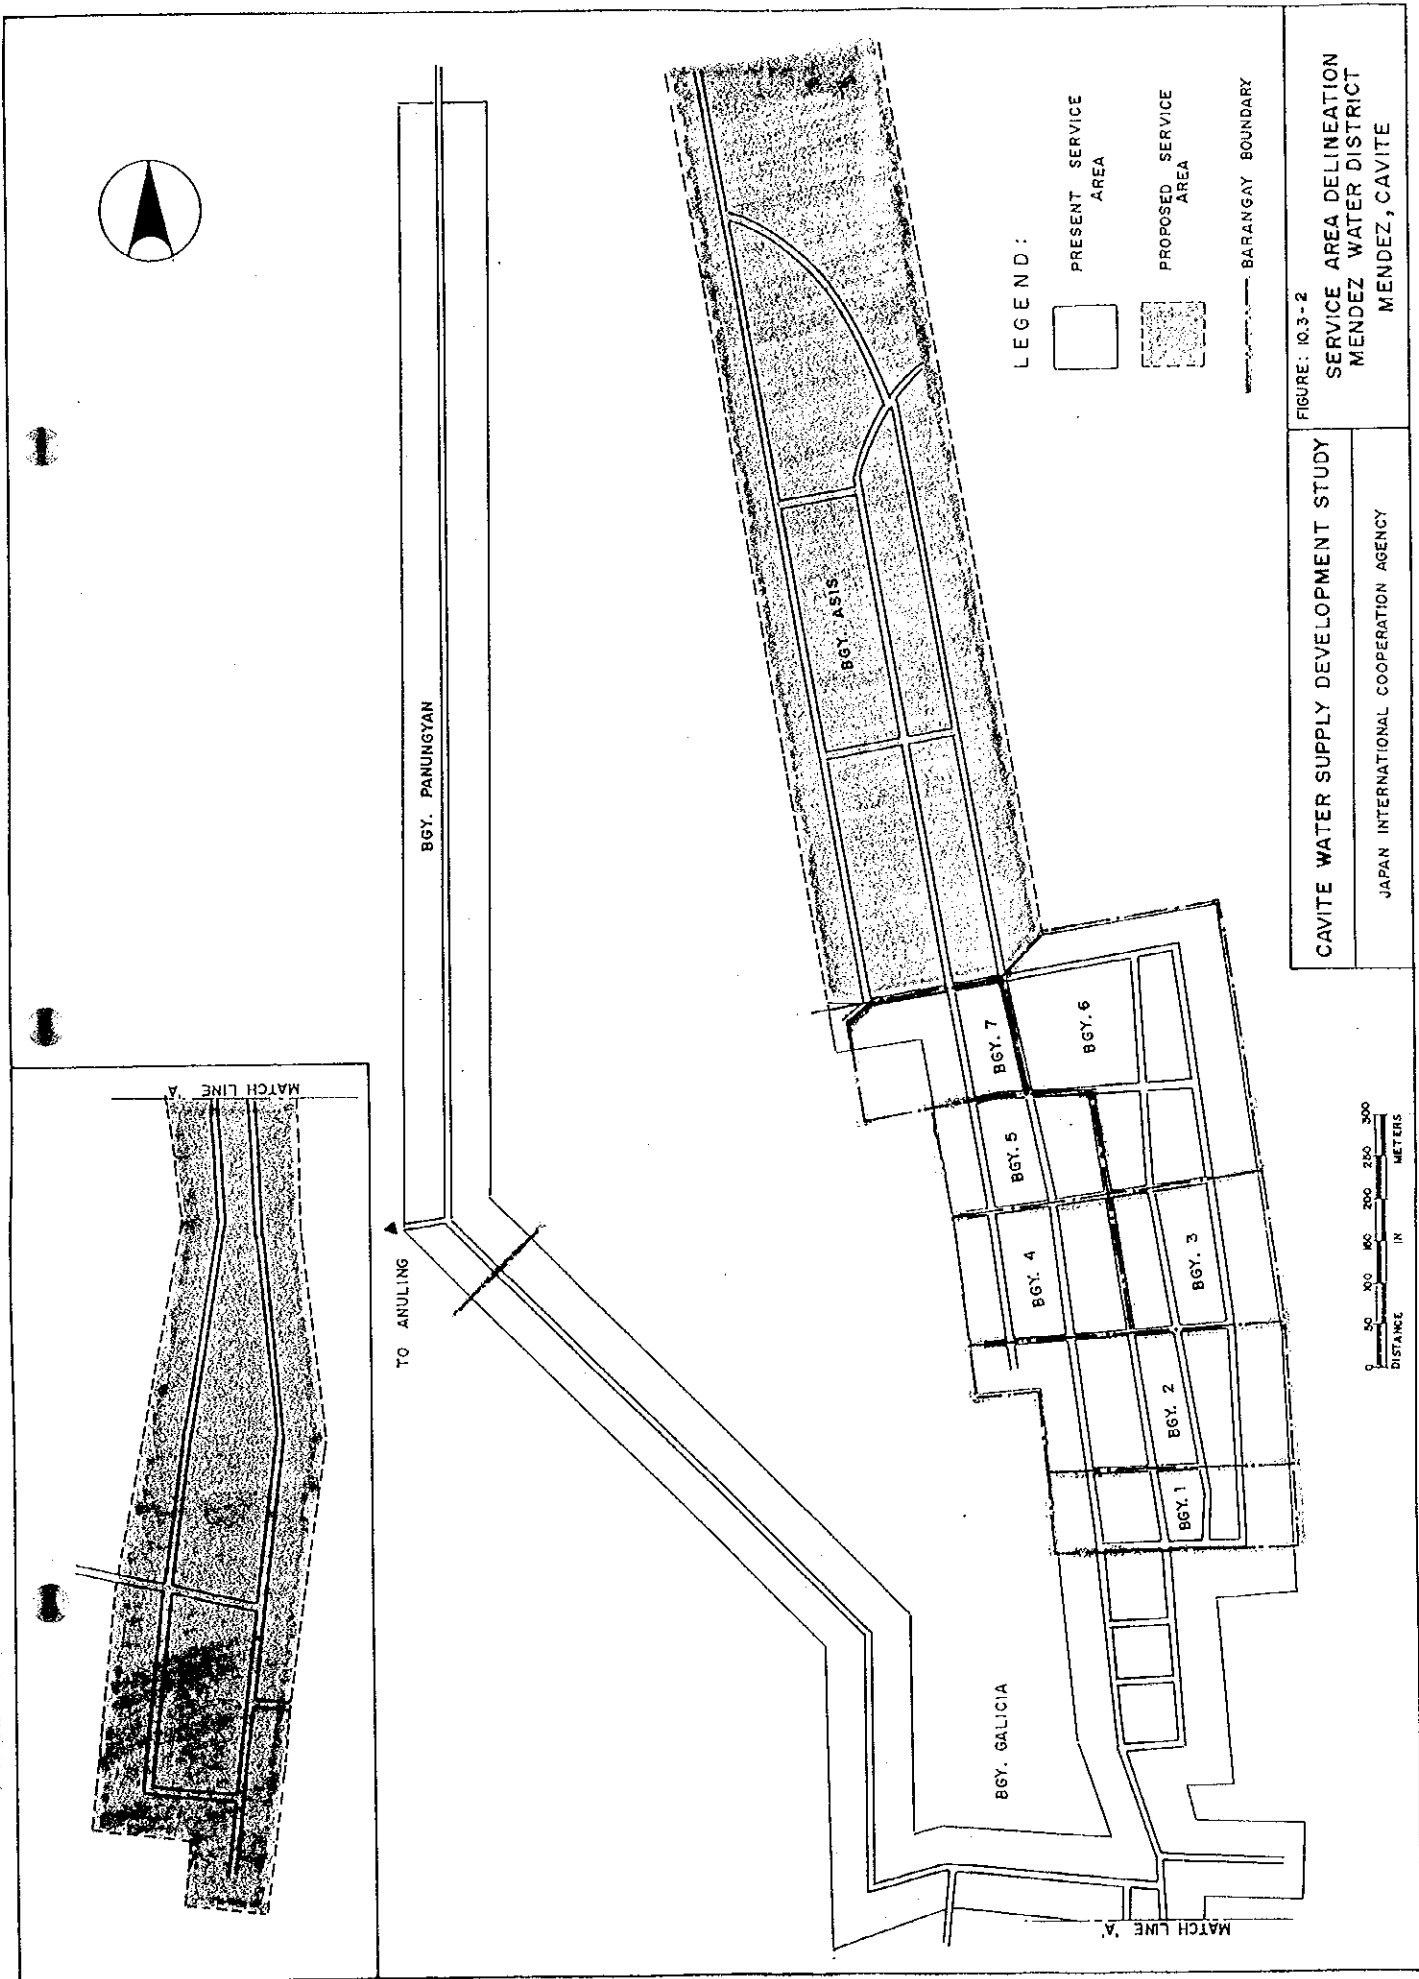 MATCH LINE 'A'
TO ANULING
BGY. PANUNGYAN
BGY. ASIS
BGY. GALICIA
BGY. 1
BGY. 2
BGY. 3
BGY. 4
BGY. 5
BGY. 6
BGY. 7
MATCH LINE 'A'
LEGEND:
PRESENT SERVICE
AREA
PROPOSED SERVICE
AREA
BARANGAY BOUNDARY
0 50 100 160 200 250 300
DISTANCE IN METERS
CAVITE WATER SUPPLY DEVELOPMENT STUDY
JAPAN INTERNATIONAL COOPERATION AGENCY
FIGURE: 10.3-2
SERVICE AREA DELINEATION
MENDEZ WATER DISTRICT
MENDEZ, CAVITE